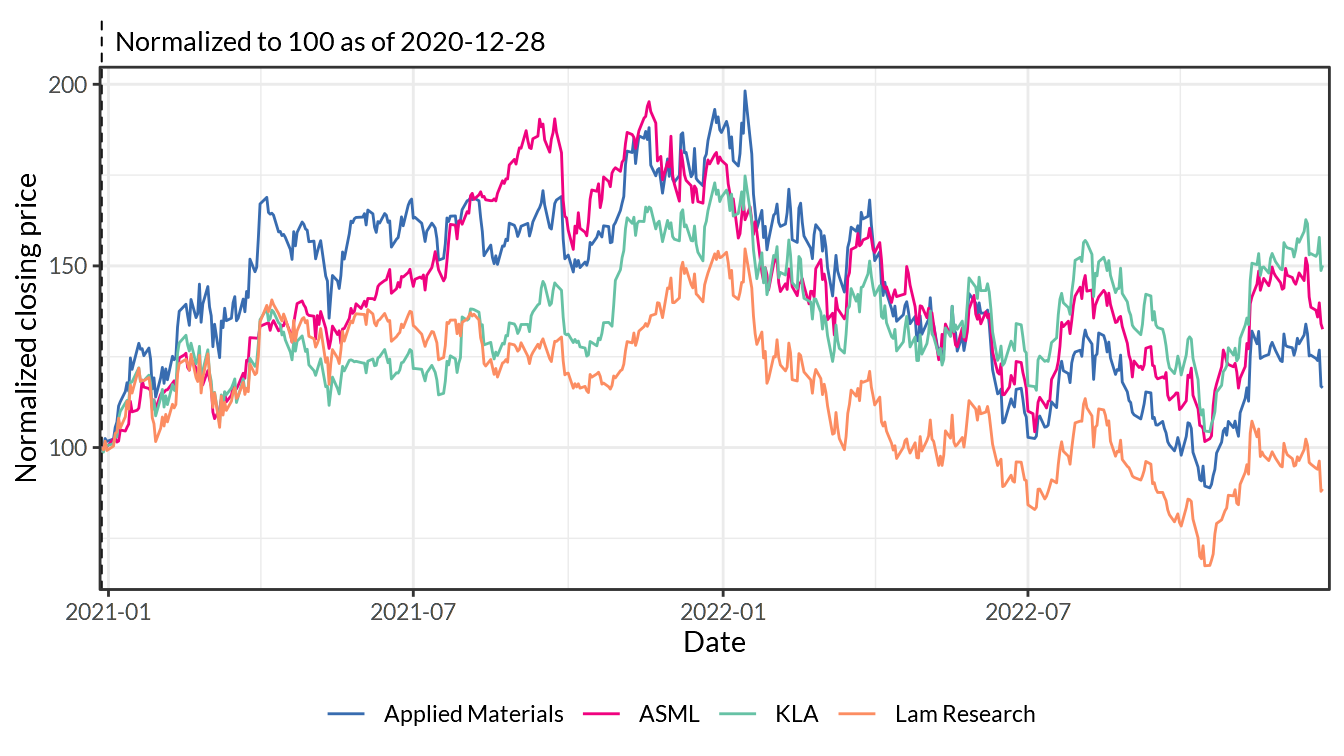 Normalized to 100 as of 2020-12-28
200
150
100
Normalized closing price
2021-01 2021-07 2022-01 2022-07
Date
Applied Materials ASML KLA Lam Research